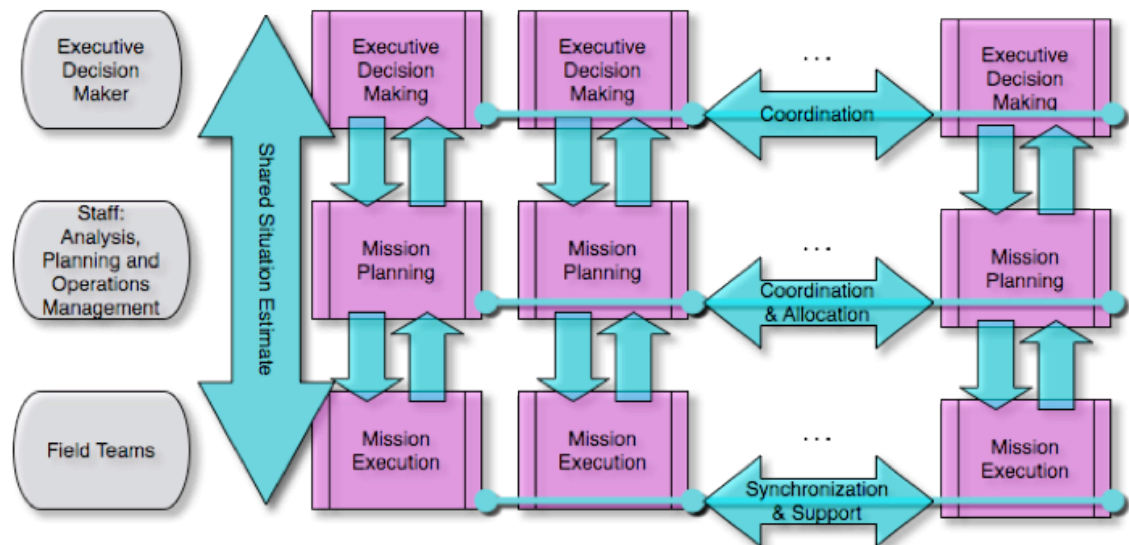 Executive
Decision
Maker
Executive
Decision
Making
Executive
Decision
Making
...
Executive
Decision
Making
Coordination
Shared Situation Estimate
Staff:
Analysis,
Planning and
Operations
Management
Mission
Planning
Mission
Planning
...
Mission
Planning
Coordination
& Allocation
Field Teams
Mission
Execution
Mission
Execution
...
Mission
Execution
Synchronization
& Support